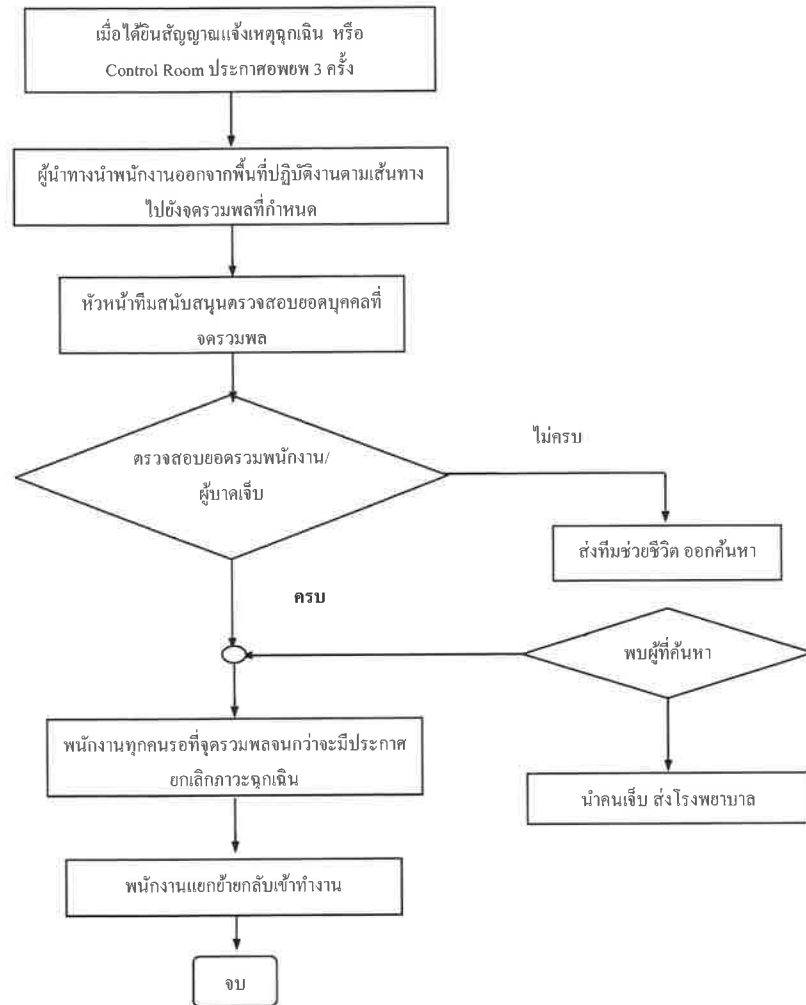 เมื่อได้ยินสัญญาณแจ้งเหตุฉุกเฉิน หรือ
Control Room ประกาศอพยพ 3 ครั้ง
ผู้นำทางนำพนักงานออกจากพื้นที่ปฏิบัติงานตามเส้นทาง
ไปยังจุดรวมพลที่กำหนด
หัวหน้าทีมสนับสนุนตรวจสอบยอดบุคคลที่
จุดรวมพล
ตรวจสอบยอดรวมพนักงาน/
ผู้บาดเจ็บ
ไม่ครบ
ส่งทีมช่วยชีวิต ออกค้นหา
ครบ
พบผู้ที่ค้นหา
พนักงานทุกคนรอที่จุดรวมพลจนกว่าจะมีประกาศ
ยกเลิกภาวะฉุกเฉิน
นำคนเจ็บ ส่งโรงพยาบาล
พนักงานแยกย้ายกลับเข้าทำงาน
จบ